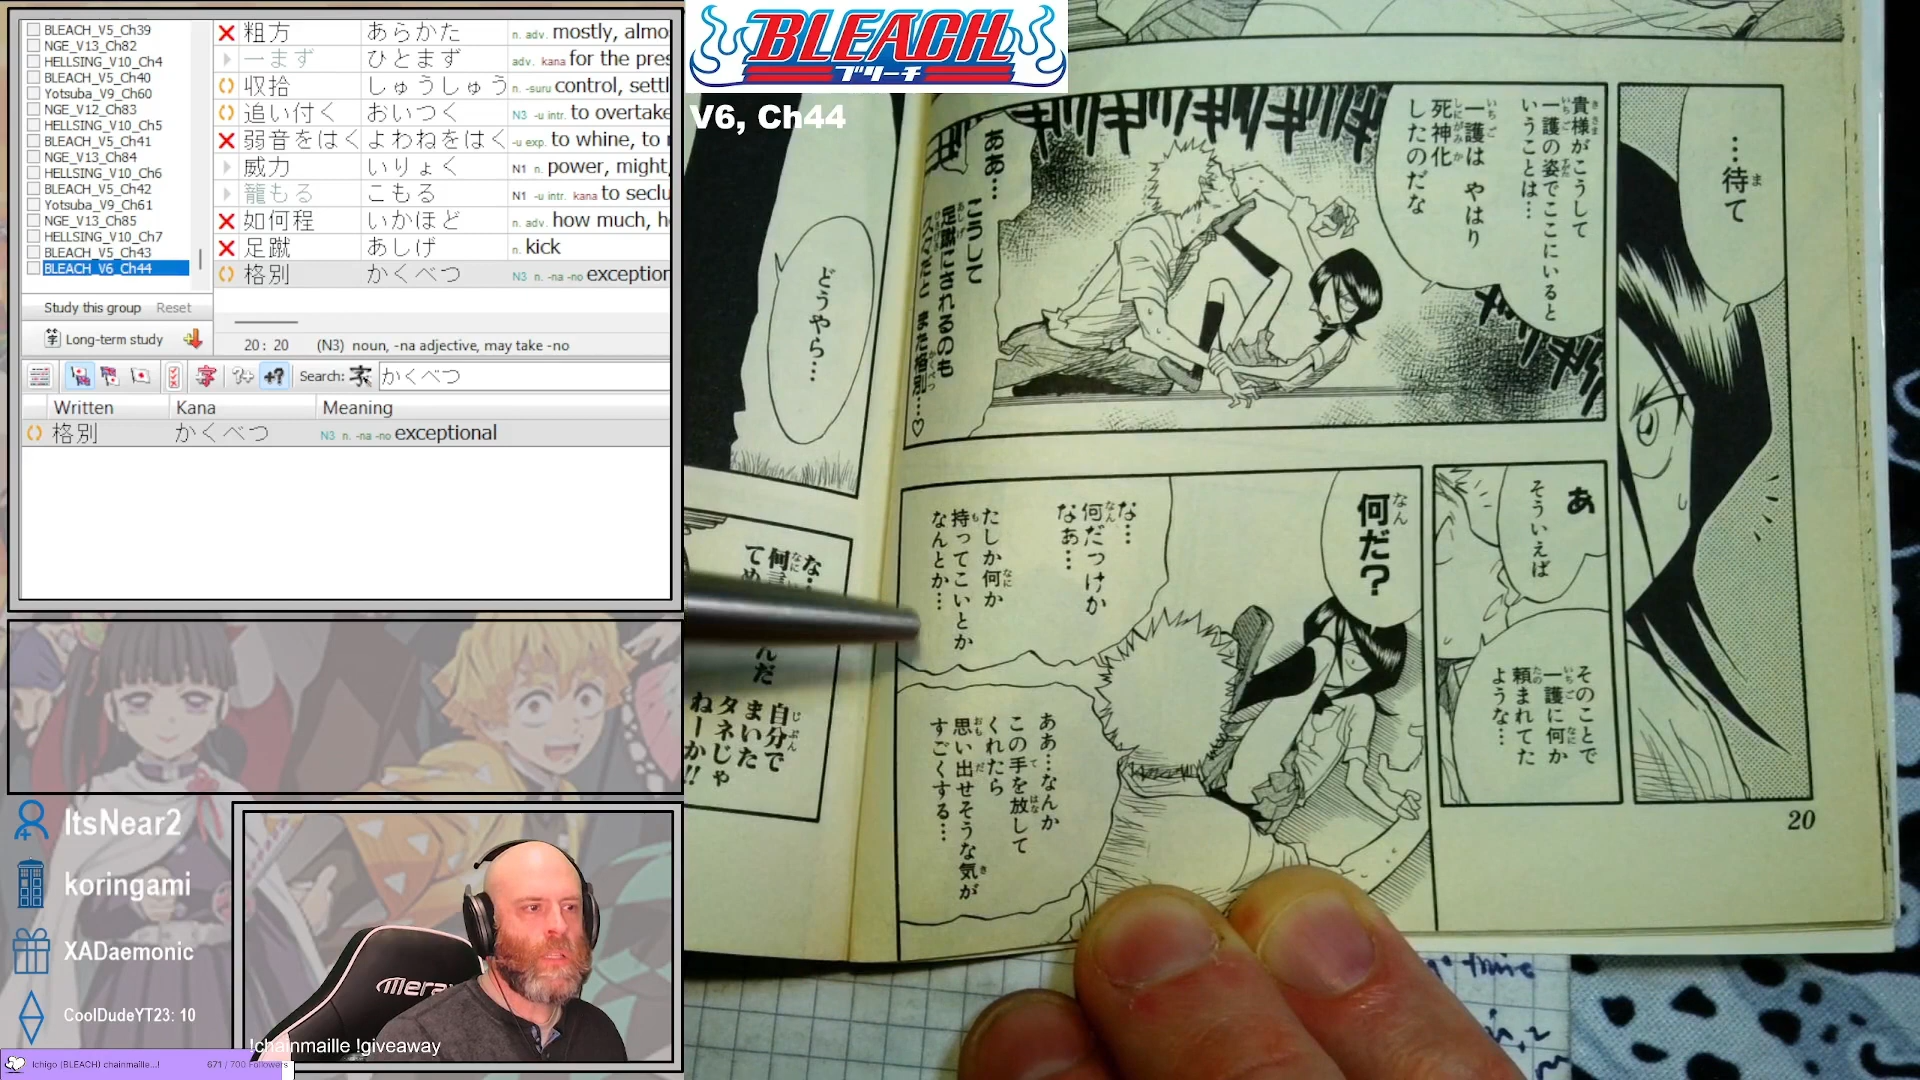 BLEACH_V5_Ch39
NGE_V13_Ch82
HELLSING_V10_Ch4
BLEACH_V5_Ch40
Yotsuba_V9_Ch60
NGE_V12_Ch83
HELLSING_V10_Ch5
BLEACH_V5_Ch41
NGE_V13_Ch84
HELLSING_V10_Ch6
BLEACH_V5_Ch42
Yotsuba_V9_Ch61
NGE_V13_Ch85
HELLSING_V10_Ch7
BLEACH_V5_Ch43
BLEACH_V6_Ch44
Study this group Reset
Long-term study
粗方 あらかた n. adv. mostly, almo
一まず ひとまず adv. kana for the pres
収拾 しゅうしゅう n. -suru control, settl
追い付く おいつく N3 -u intr. to overtake
弱音をはく よわねをはく -u exp. to whine, to
威力 いりょく N1 n. power, might,
籠もる こもる N1 -u intr. kana to seclu
如何程 いかほど n. adv. how much, h
足蹴 あしげ n. kick
格別 かくべつ N3 n. -na -no exception
20: 20 (N3) noun, -na adjective, may take -no
Search: かくべつ
Written Kana Meaning
格別 かくべつ N3 n. -na -no exceptional
ItsNear2
koringami
XADaemonic
CoolDudeYT23: 10
Ichigo (BLEACH) chainmaille...!
671 / 700 Followers
!chainmaille !giveaway
mera
BLEACH
ブリーチ
V6, Ch44
…待て
貴様がこうして
一護の姿でここにいると
いうことは…
一護は やはり
死神化
したのだな
ああ…
こうして
足蹴にされるのも
久々だと また格別…♡
あ
そういえば
そのことで
一護に何か
頼まれてた
ような…
何だ?
な…
何だっけか
なあ…
たしか何か
持ってこいとか
なんとか…
ああ…なんか
この手を放して
くれたら
思い出せそうな気が
すごくする…
20
どうやら…
な…
自分で
まいた
タネじゃ
ねーか!!